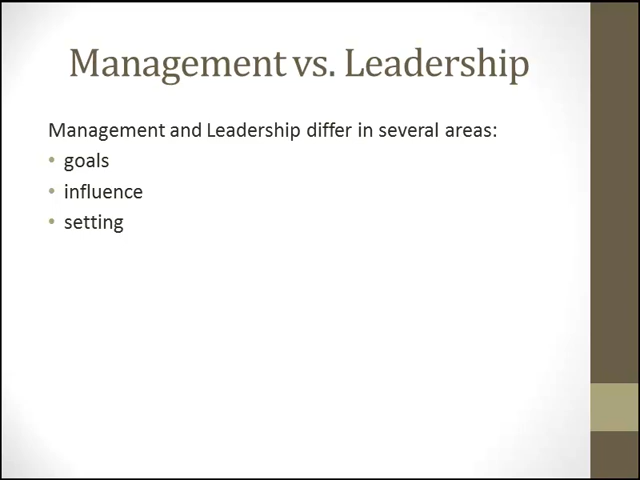 Management vs. Leadership
Management and Leadership differ in several areas:
• goals
• influence
• setting